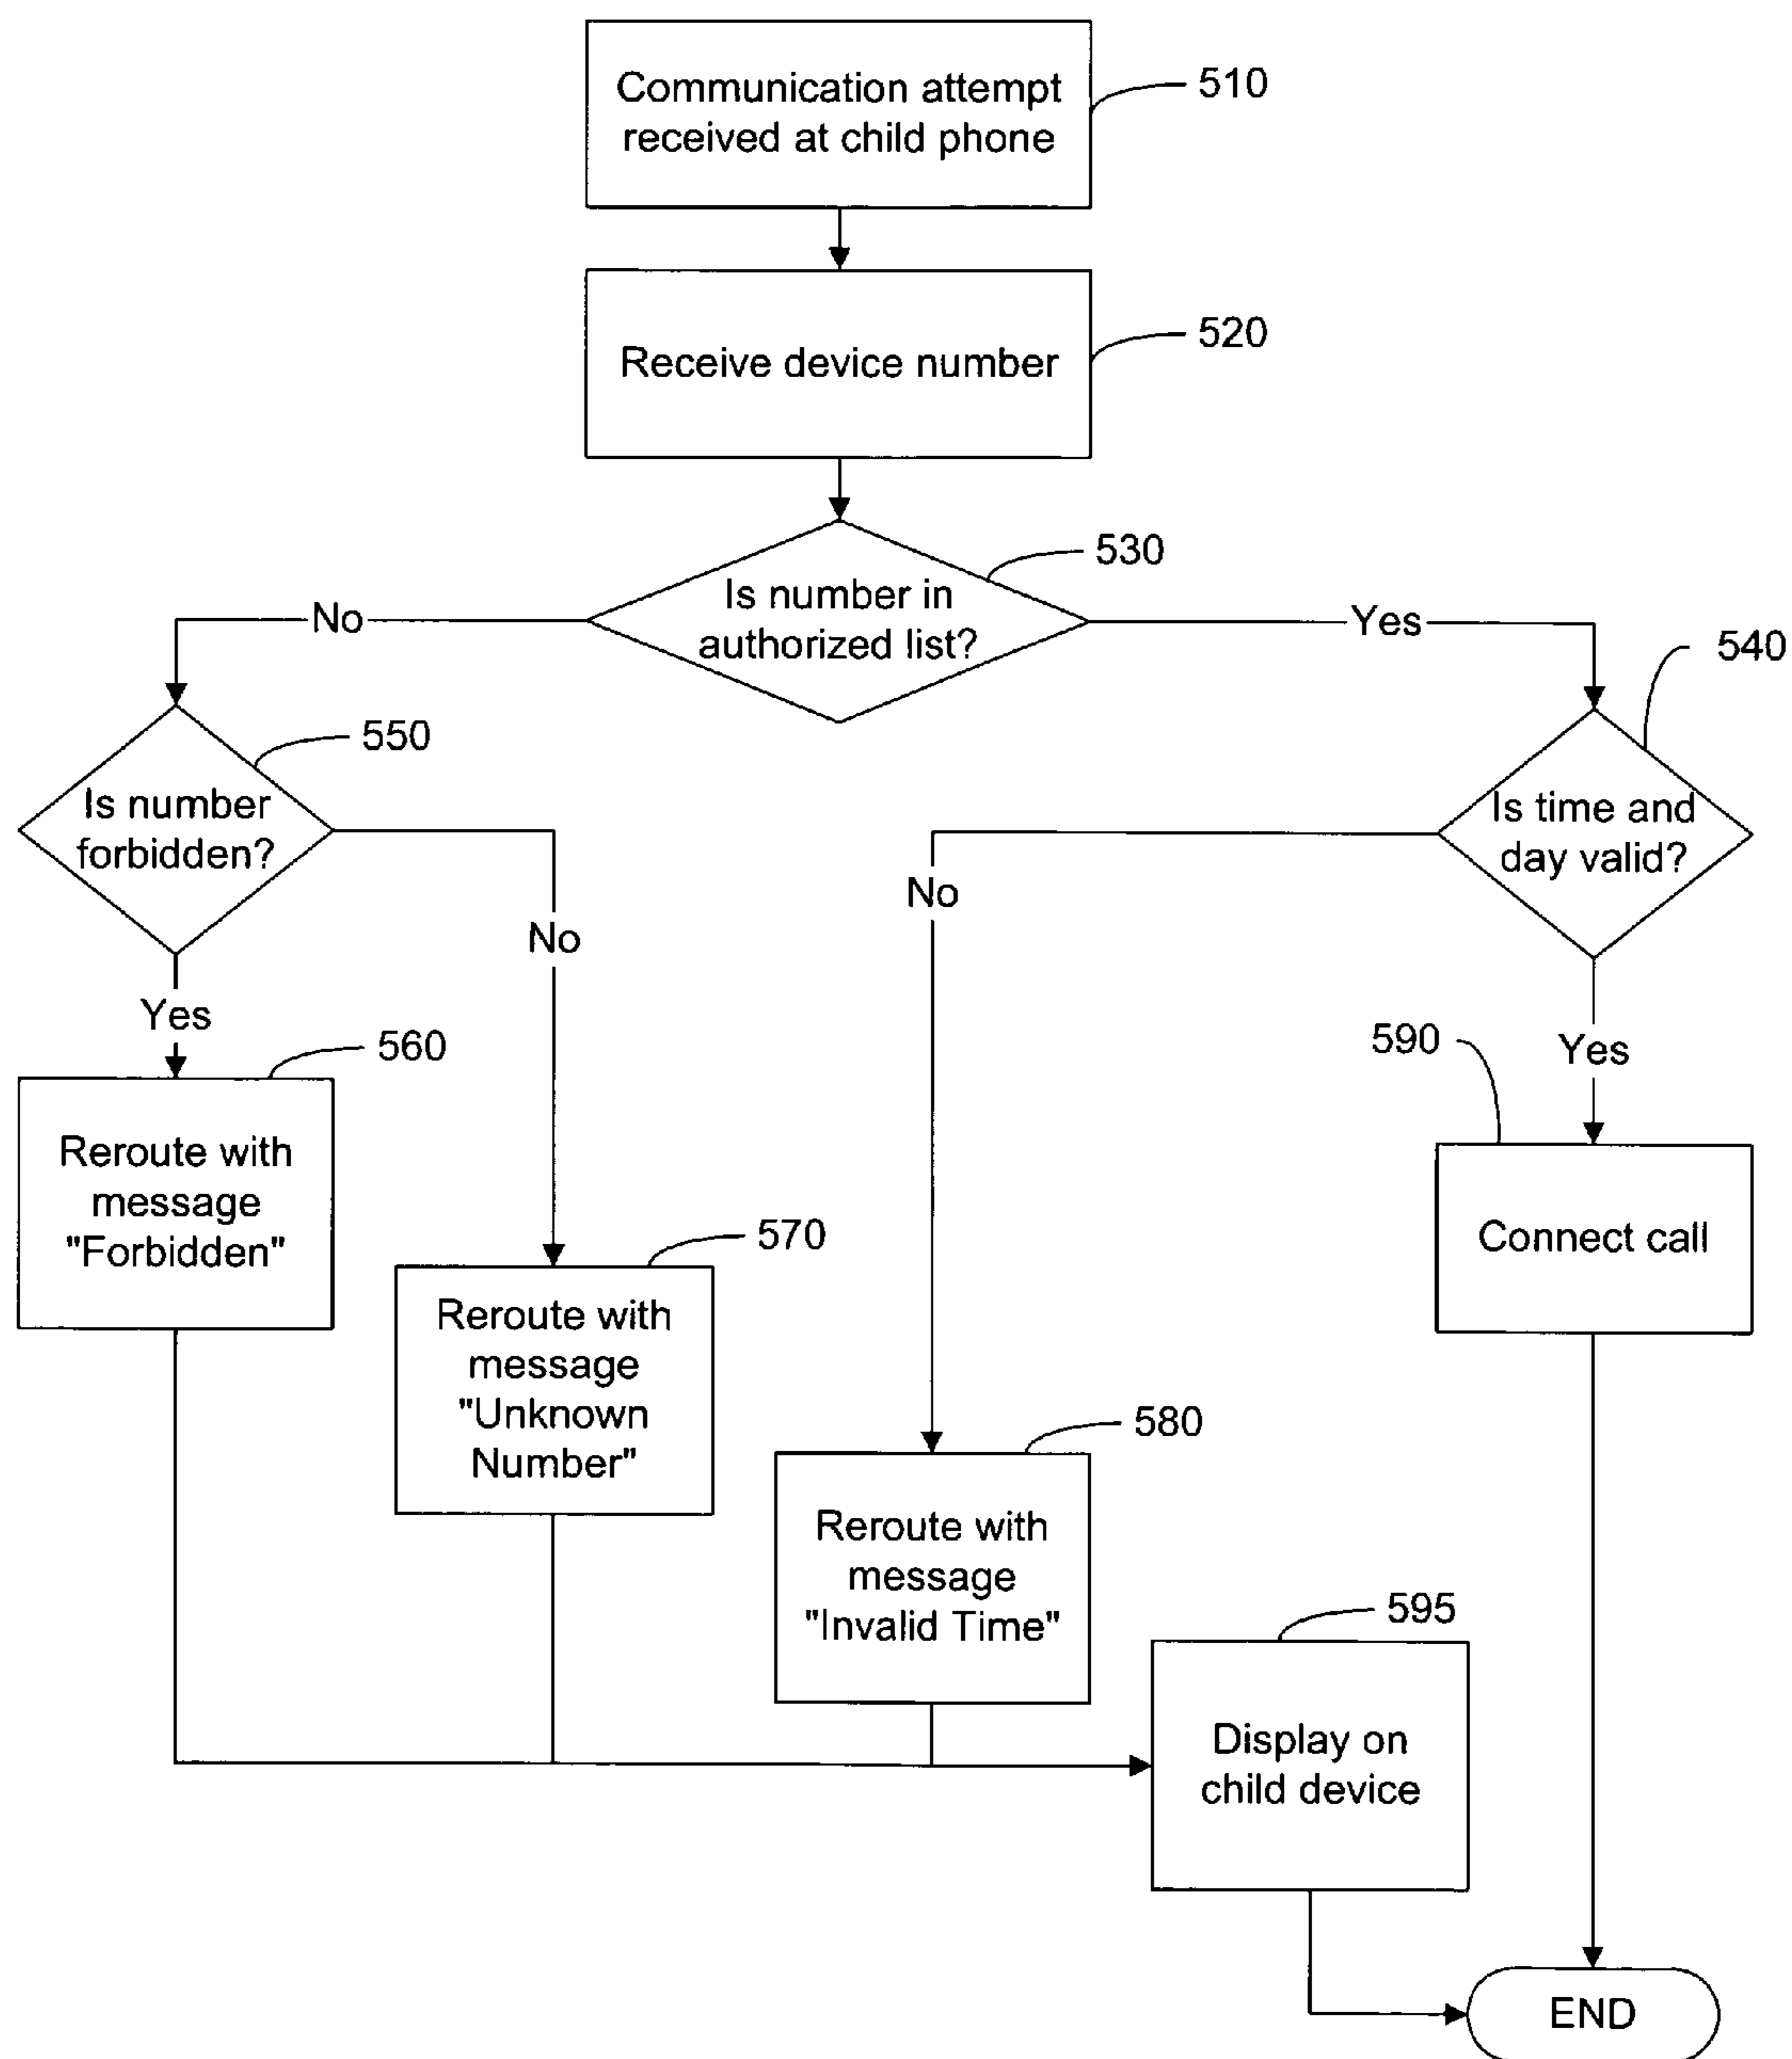 Communication attempt
received at child phone
510
Receive device number
520
Is number in
authorized list?
530
No
Yes
540
550
Is number
forbidden?
Is time and
day valid?
No
No
Yes
Yes
560
590
Reroute with
message
"Forbidden"
570
Connect call
Reroute with
message
"Unknown
Number"
580
Reroute with
message
"Invalid Time"
595
Display on
child device
END